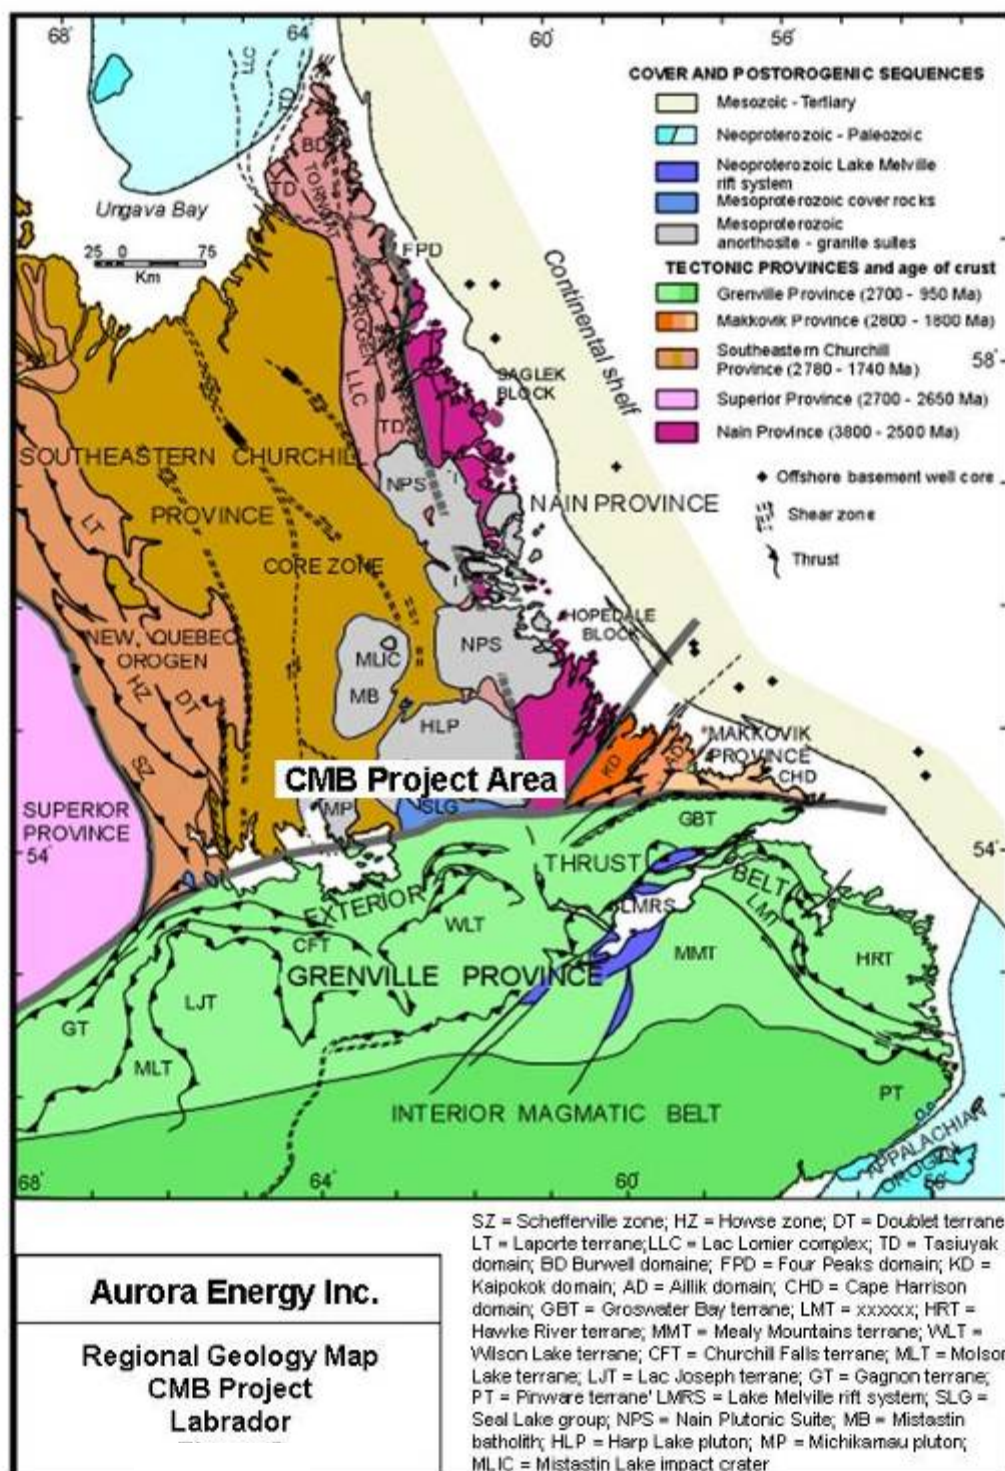 68°
64°
60°
56°
LLC
TD
BD
TD
TORNGAT
OROGEN
Ungava Bay
25 0 75
Km
FPD
Continental shelf
COVER AND POSTOROGENIC SEQUENCES
Mesozoic - Tertiary
Neoproterozoic - Paleozoic
Neoproterozoic Lake Melville
rift system
Mesoproterozoic cover rocks
Mesoproterozoic
anorthosite - granite suites
TECTONIC PROVINCES and age of crust
Grenville Province (2700 - 950 Ma)
Makkovik Province (2800 - 1800 Ma)
Southeastern Churchill
Province (2780 - 1740 Ma)
58°
Superior Province (2700 - 2650 Ma)
Nain Province (3800 - 2500 Ma)
Offshore basement well core
Shear zone
Thrust
SAGLEK
BLOCK
LLC
TD
SOUTHEASTERN CHURCHILL
PROVINCE
NPS
I
NAIN PROVINCE
LT
CORE ZONE
I
HOPEDALE
BLOCK
NEW QUEBEC
OROGEN
HZ
DT
SZ
MLIC
MB
NPS
HLP
MAKKOVIK
PROVINCE
KD
AD
CHD
CMB Project Area
SUPERIOR
PROVINCE
MP
SLG
GBT
54°
54°
EXTERIOR
THRUST
BELT
WLT
LMRS
LMT
CFT
GRENVILLE PROVINCE
MMT
HRT
LJT
GT
MLT
PT
INTERIOR MAGMATIC BELT
APPALACHIAN
OROGEN
68°
64°
60°
56°
SZ = Schefferville zone; HZ = Howse zone; DT = Doublet terrane
LT = Laporte terrane;LLC = Lac Lomier complex; TD = Tasiuyak
domain; BD Burwell domaine; FPD = Four Peaks domain; KD =
Kaipokok domain; AD = Aillik domain; CHD = Cape Harrison
domain; GBT = Groswater Bay terrane; LMT = xxxxxx; HRT =
Hawke River terrane; MMT = Mealy Mountains terrane; WLT =
Wilson Lake terrane; CFT = Churchill Falls terrane; MLT = Molson
Lake terrane; LJT = Lac Joseph terrane; GT = Gagnon terrane;
PT = Pinware terrane' LMRS = Lake Melville rift system; SLG =
Seal Lake group; NPS = Nain Plutonic Suite; MB = Mistastin
batholith; HLP = Harp Lake pluton; MP = Michikamau pluton;
MLIC = Mistastin Lake impact crater
Aurora Energy Inc.
Regional Geology Map
CMB Project
Labrador